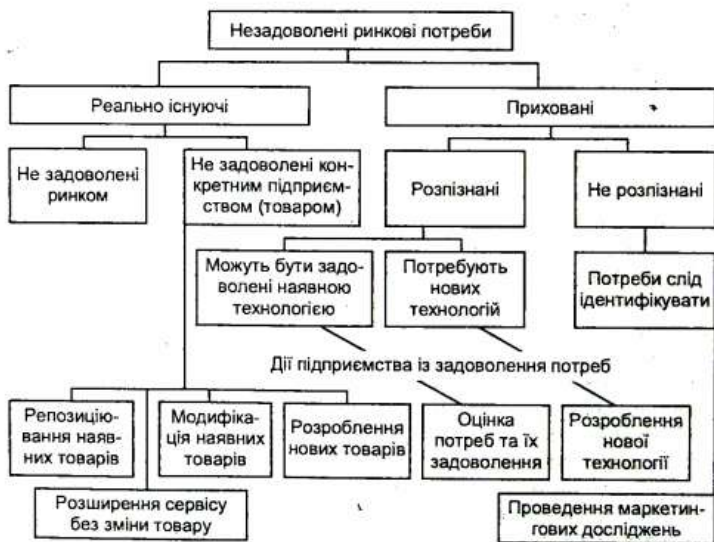 Незадоволені ринкові потреби
Реально існуючі
Приховані
Не задоволені
ринком
Не задоволені кон-
кретним підприєм-
ством (товаром)
Розпізнані
Не розпізнані
Можуть бути задо-
волені наявною
технологією
Потребують
нових
технологій
Потреби слід
ідентифікувати
Дії підприємства із задоволення потреб
Репозицію-
вання наяв-
них товарів
Модифіка-
ція наявних
товарів
Розроблення
нових товарів
Оцінка
потреб та їх
задоволення
Розроблення
нової
технології
Розширення сервісу
без зміни товару
Проведення маркетин-
гових досліджень